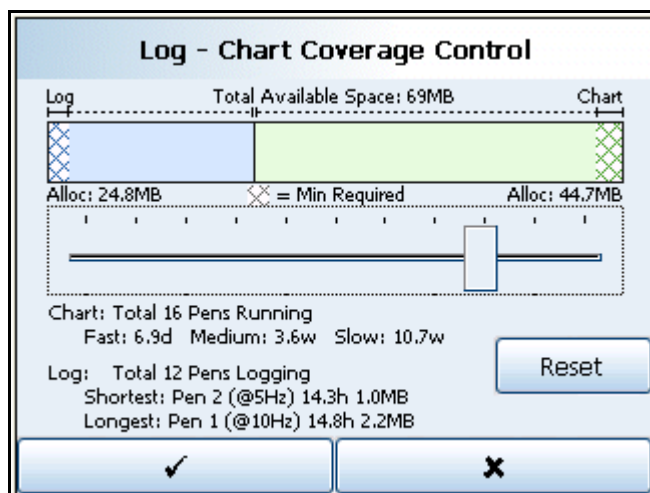 Log - Chart Coverage Control
Log Total Available Space: 69MB Chart
Alloc: 24.8MB = Min Required Alloc: 44.7MB
Chart: Total 16 Pens Running
Fast: 6.9d Medium: 3.6w Slow: 10.7w
Log: Total 12 Pens Logging
Shortest: Pen 2 (@5Hz) 14.3h 1.0MB
Longest: Pen 1 (@10Hz) 14.8h 2.2MB
Reset